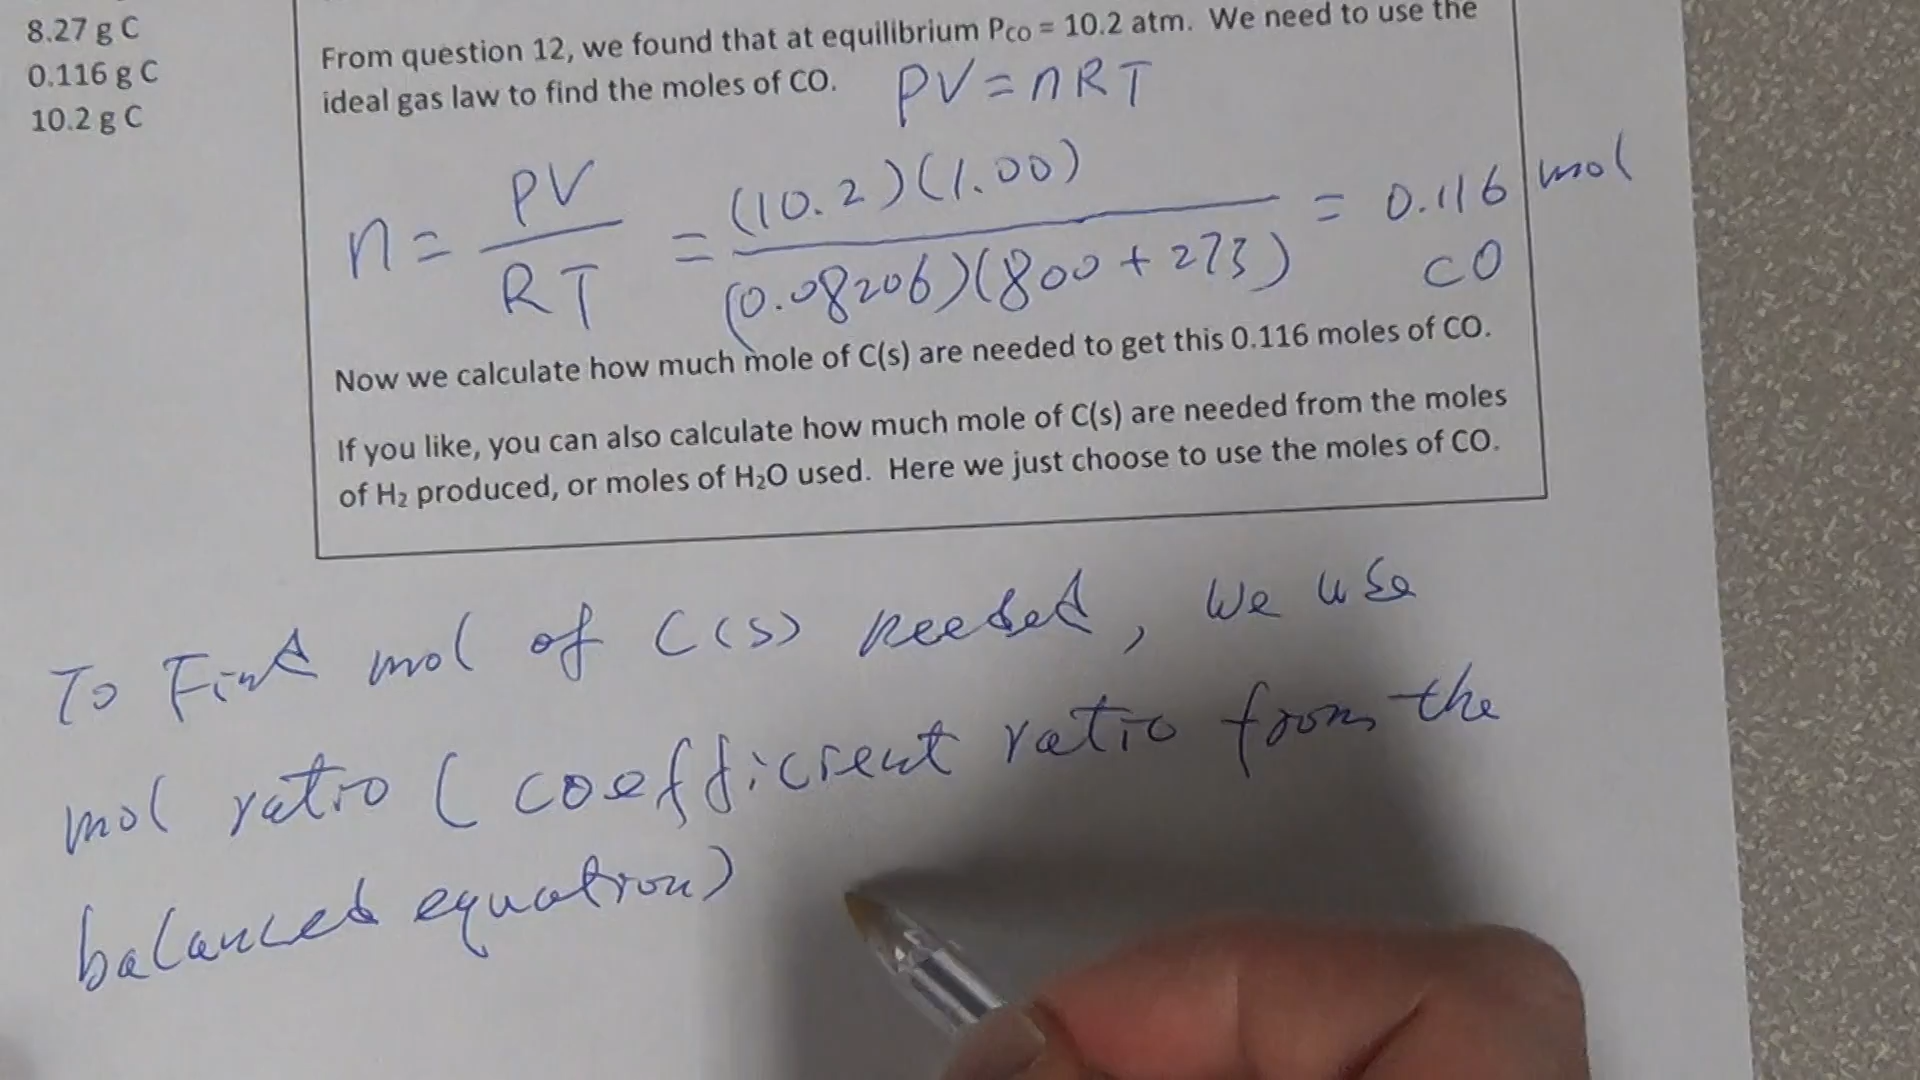 8.27 g C
0.116 g C
10.2 g C
From question 12, we found that at equilibrium PCO = 10.2 atm. We need to use the
ideal gas law to find the moles of CO. PV = nRT
n = PV / RT = (10.2)(1.00) / (0.08206)(800 + 273) = 0.116 mol
CO
Now we calculate how much mole of C(s) are needed to get this 0.116 moles of CO.
If you like, you can also calculate how much mole of C(s) are needed from the moles
of H₂ produced, or moles of H₂O used. Here we just choose to use the moles of CO.
To Find mol of C(s) needed, we use
mol ratio ( coefficient ratio from the
balanced equation)